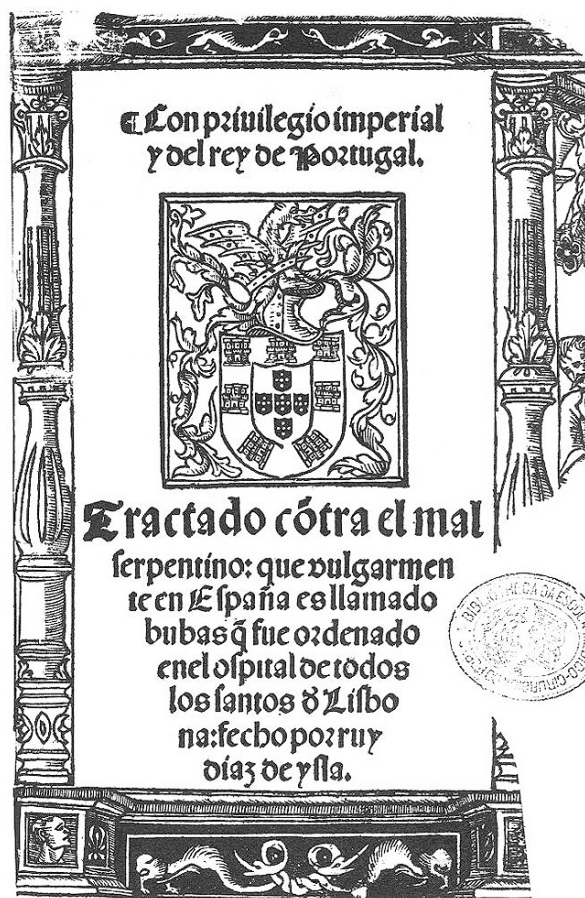 ¶ Con priuilegio imperial
y del rey de Portugal.
Tractado cõtra el mal
serpentino: que vulgarmen
te en España es llamado
bubas q̃ fue ordenado
enel ospital de todos
los santos d̉ Lisbo
na: fecho por ruy
díaz de ysla.